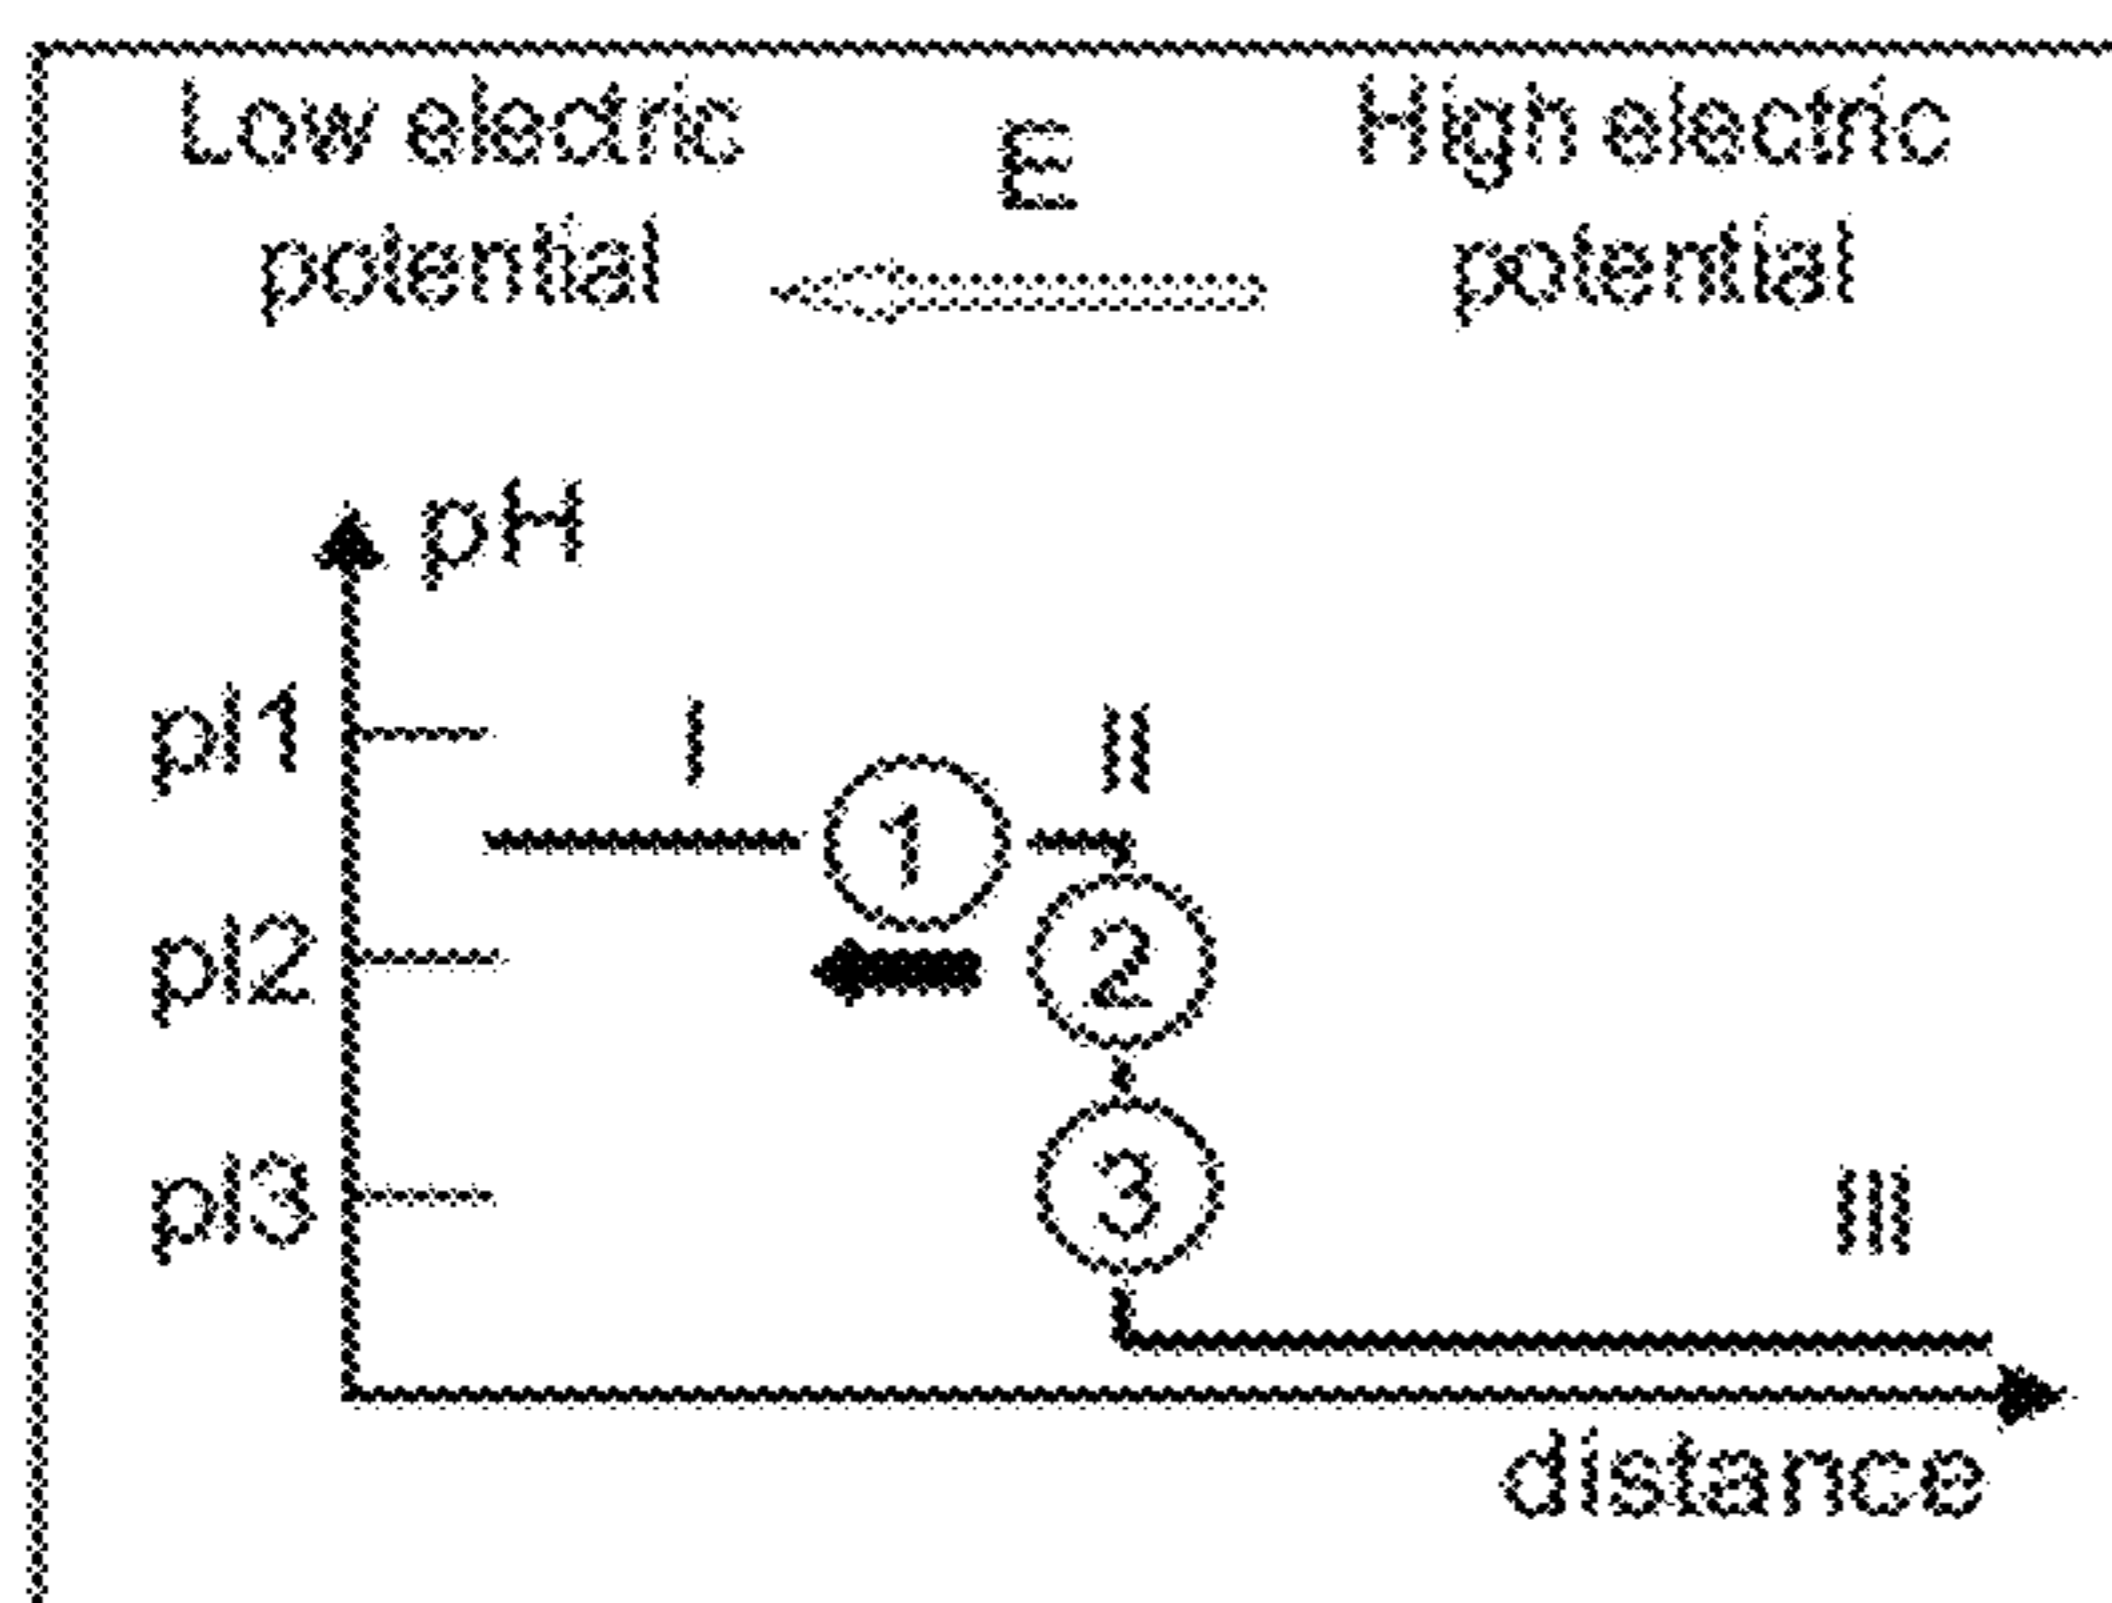 Low electric
potential
E
High electric
potential
pH
pI1
I
II
1
pI2
2
pI3
3
III
distance